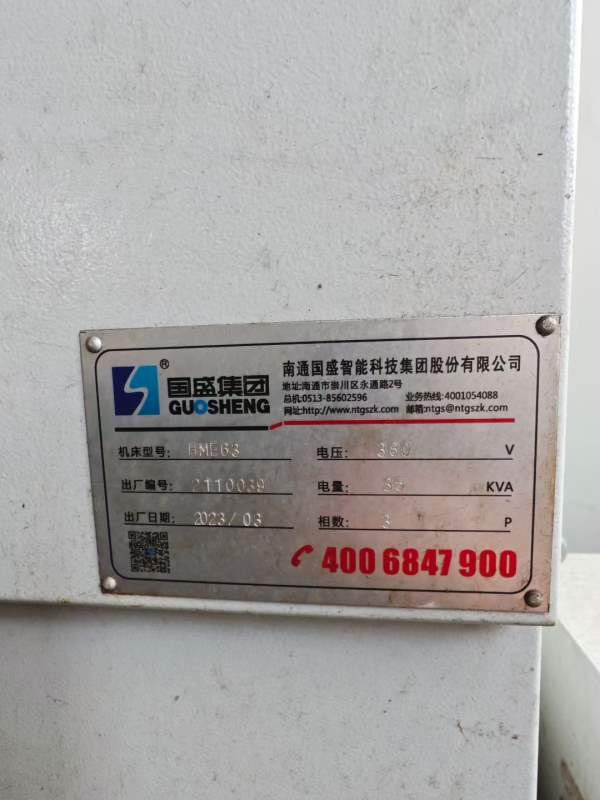 国盛集团
GUOSHENG
®
南通国盛智能科技集团股份有限公司
地址:南通市崇川区永通路2号
总机:0513-85602596 业务热线:4001054088
网址:http://www.ntgszk.com 邮箱:ntgs@ntgszk.com
机床型号: HME63
电压: 360 V
出厂编号: 2110039
电量: KVA
出厂日期: 2023/03
相数: 3 P
400 6847 900